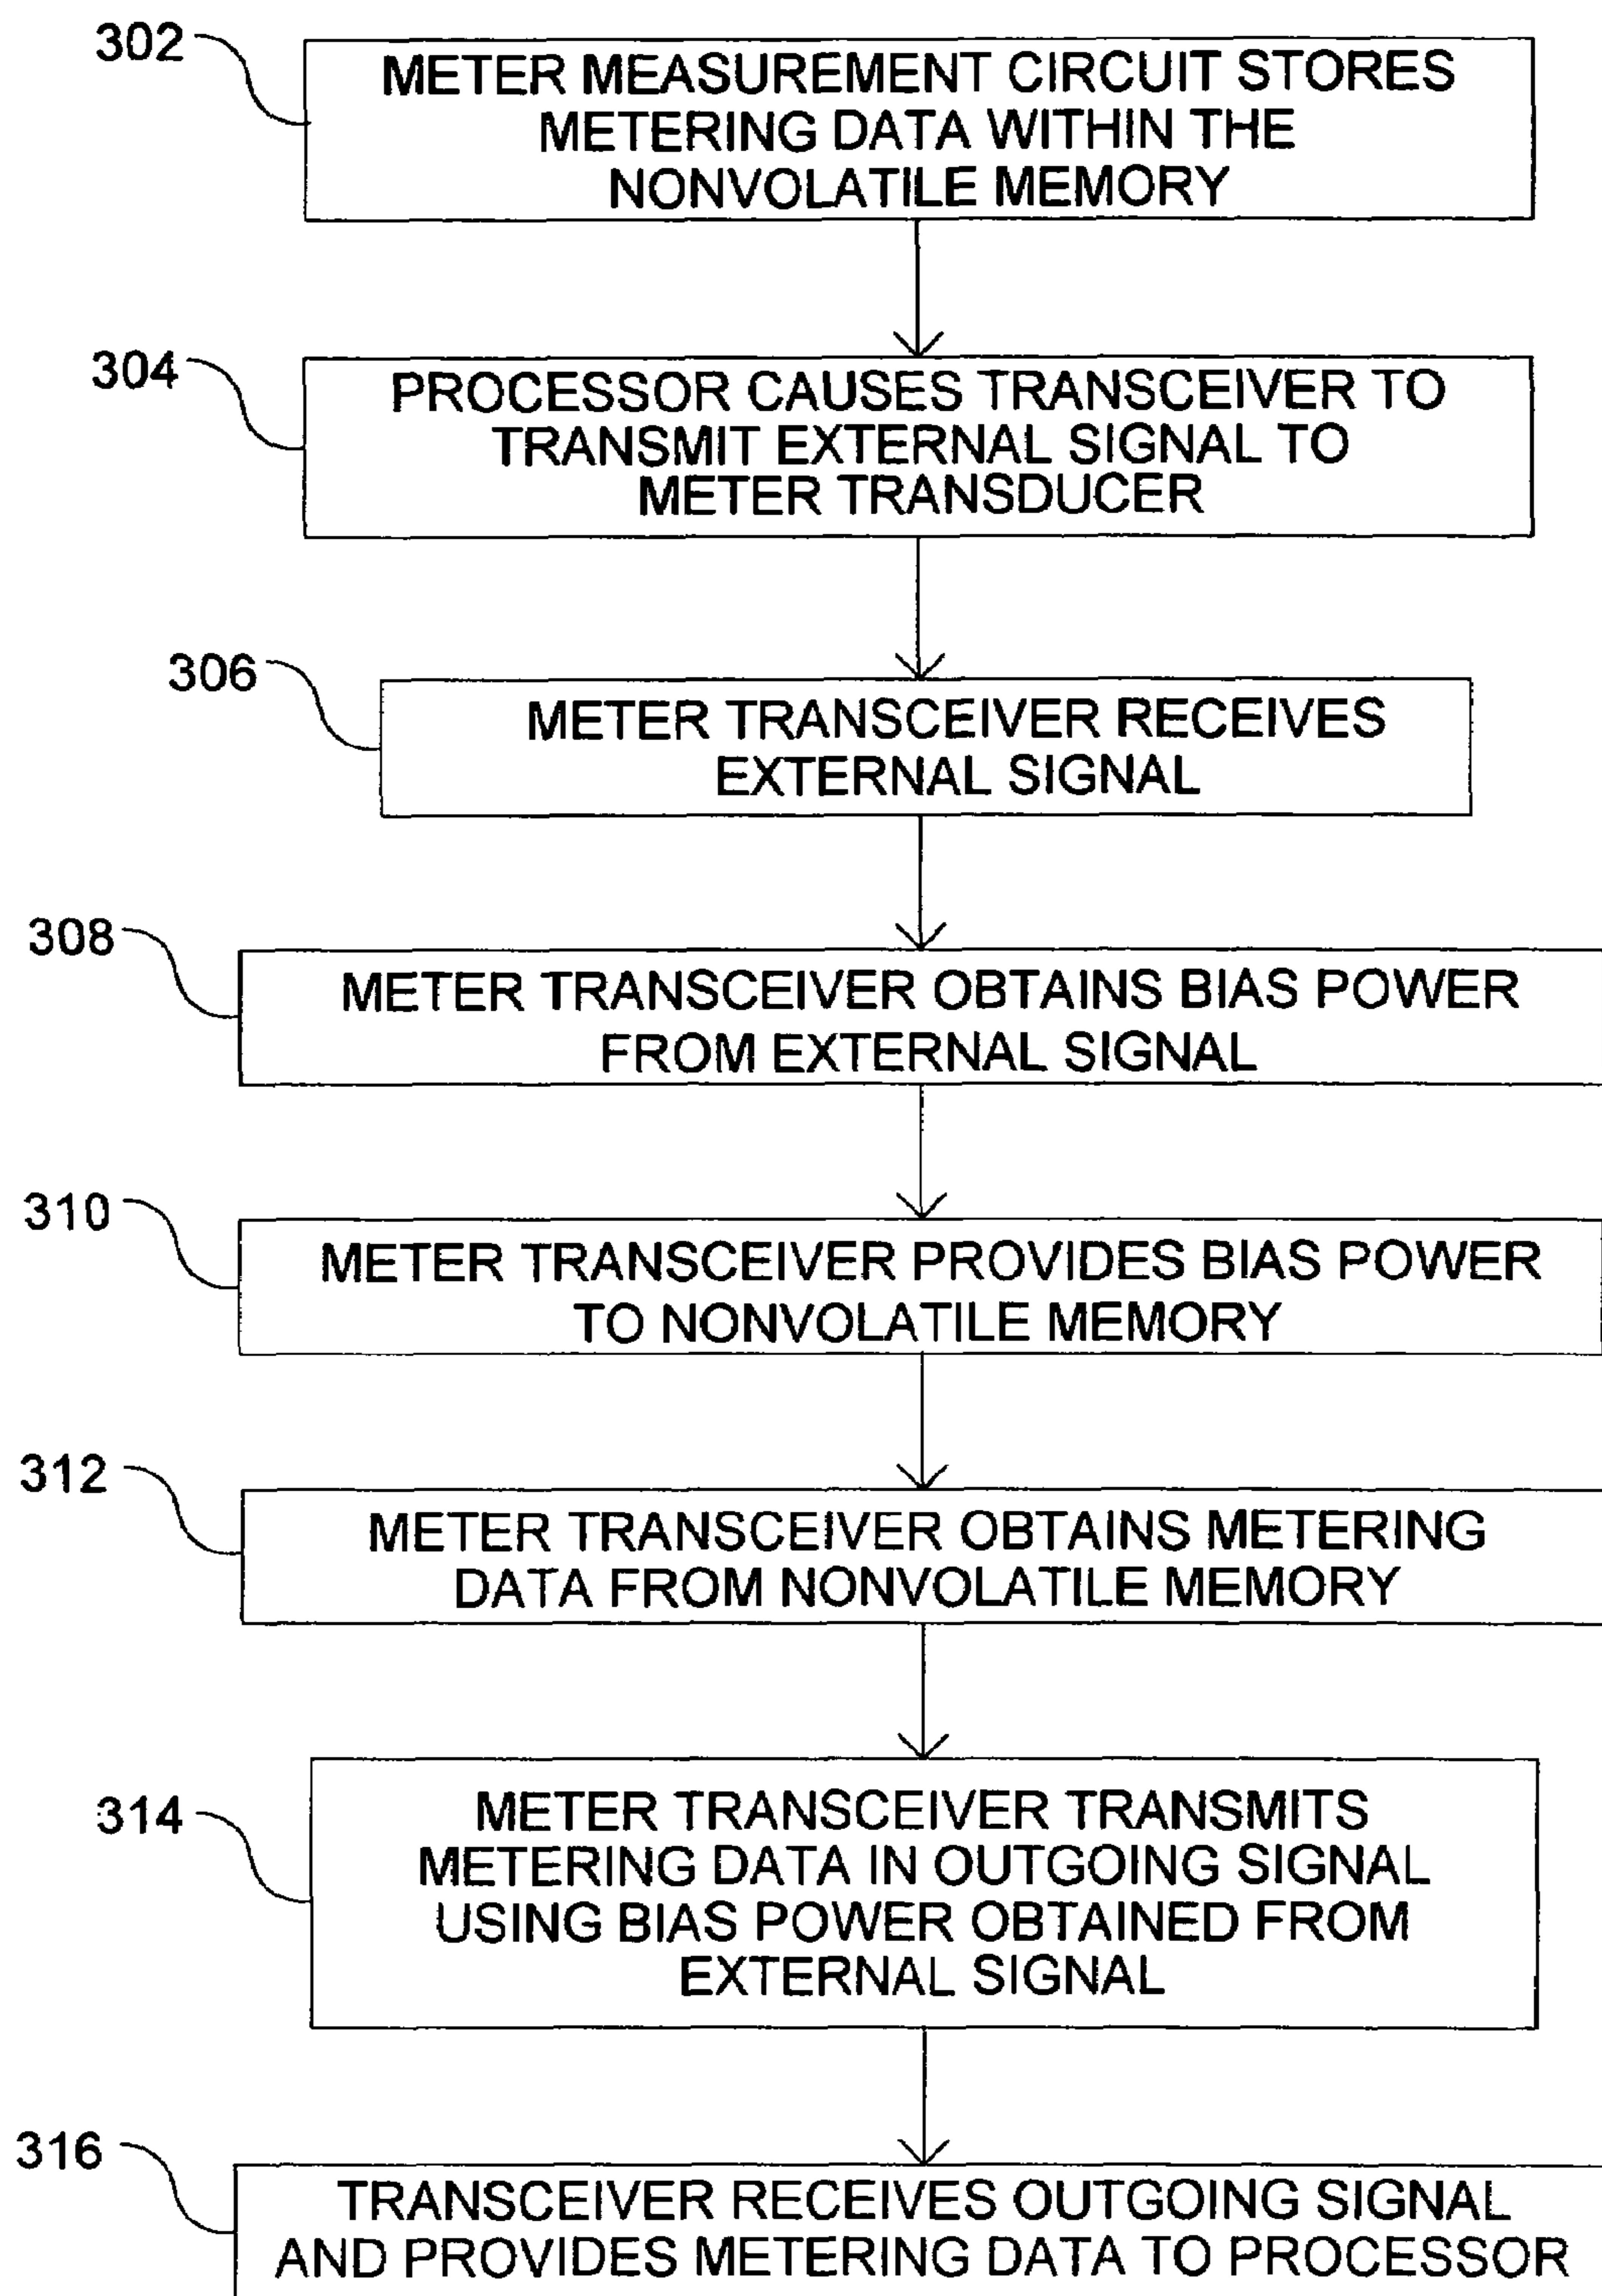 302
METER MEASUREMENT CIRCUIT STORES
METERING DATA WITHIN THE
NONVOLATILE MEMORY
304
PROCESSOR CAUSES TRANSCEIVER TO
TRANSMIT EXTERNAL SIGNAL TO
METER TRANSDUCER
306
METER TRANSCEIVER RECEIVES
EXTERNAL SIGNAL
308
METER TRANSCEIVER OBTAINS BIAS POWER
FROM EXTERNAL SIGNAL
310
METER TRANSCEIVER PROVIDES BIAS POWER
TO NONVOLATILE MEMORY
312
METER TRANSCEIVER OBTAINS METERING
DATA FROM NONVOLATILE MEMORY
314
METER TRANSCEIVER TRANSMITS
METERING DATA IN OUTGOING SIGNAL
USING BIAS POWER OBTAINED FROM
EXTERNAL SIGNAL
316
TRANSCEIVER RECEIVES OUTGOING SIGNAL
AND PROVIDES METERING DATA TO PROCESSOR